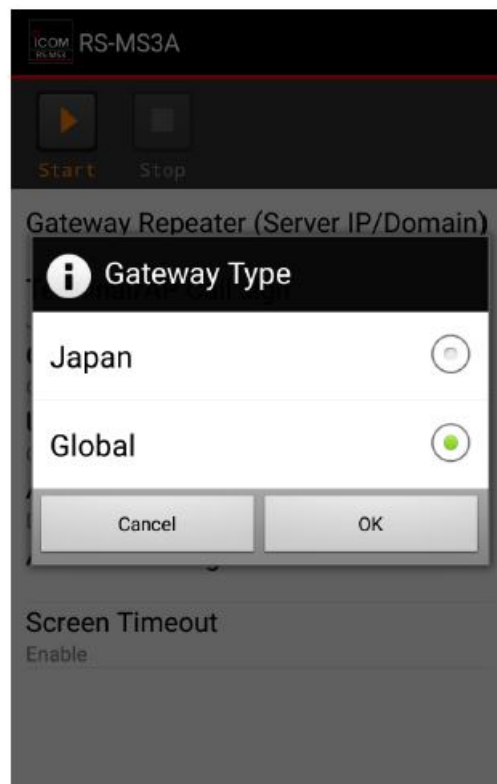 iCOM
RS-MS3
RS-MS3A
Start Stop
Gateway Repeater (Server IP/Domain)
Gateway Type
Japan
Global
Cancel OK
Screen Timeout
Enable